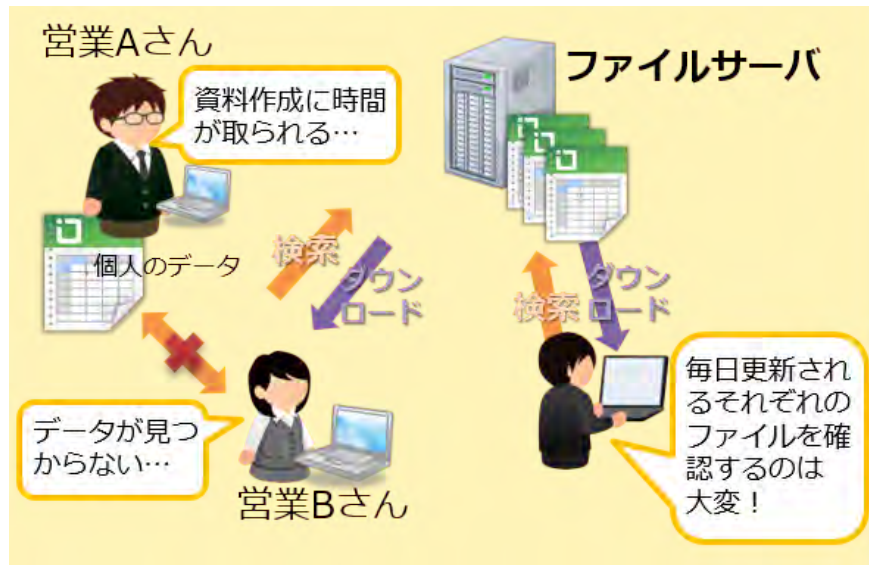 営業Aさん
資料作成に時間
が取られる…
ファイルサーバ
個人のデータ
検索
ダウン
ロード
検索
ダウン
ロード
データが見つ
からない…
営業Bさん
毎日更新され
るそれぞれの
ファイルを確
認するのは
大変！